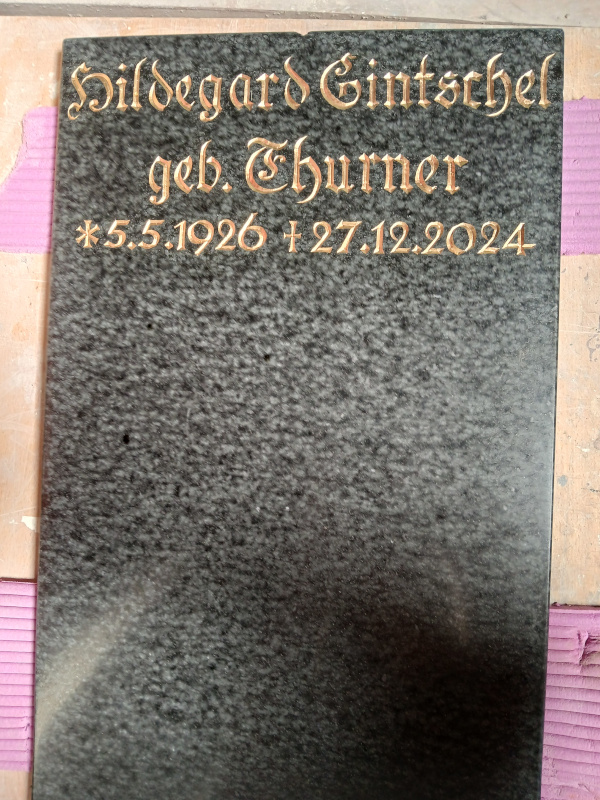 Hildegard Gintschel
geb. Thurner
*5.5.1926 †27.12.2024